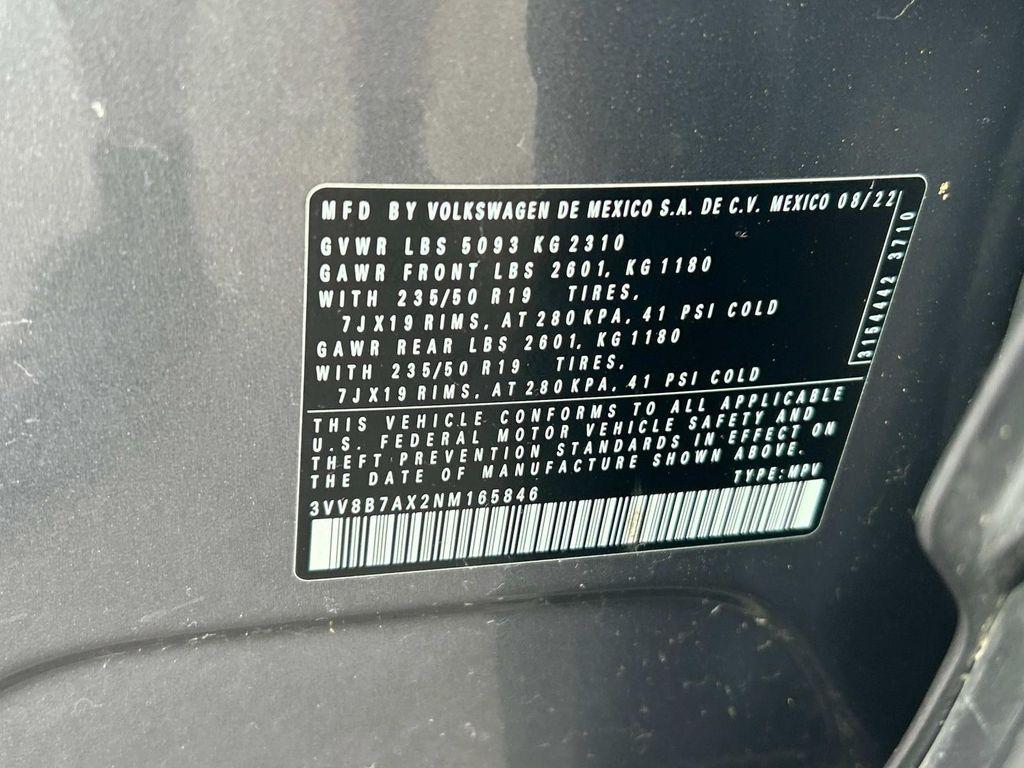 MFD BY VOLKSWAGEN DE MEXICO S.A. DE C.V. MEXICO 08/22
GVWR LBS 5093 KG 2310
GAWR FRONT LBS 2601, KG 1180
WITH 235/50 R19 TIRES,
7J X19 RIMS, AT 280 KPA, 41 PSI COLD
GAWR REAR LBS 2601, KG 1180
WITH 235/50 R19 TIRES,
7J X19 RIMS, AT 280 KPA, 41 PSI COLD
3154442 3710
THIS VEHICLE CONFORMS TO ALL APPLICABLE
U.S. FEDERAL MOTOR VEHICLE SAFETY AND
THEFT PREVENTION STANDARDS IN EFFECT ON
THE DATE OF MANUFACTURE SHOWN ABOVE.
TYPE: MPV
3VV8B7AX2NM165846